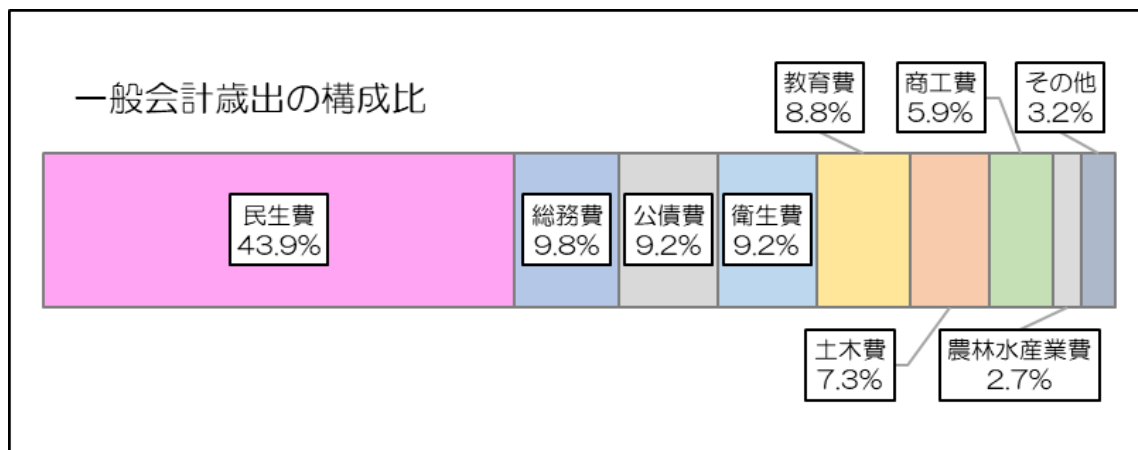 一般会計歳出の構成比
教育費
8.8%
商工費
5.9%
その他
3.2%
民生費
43.9%
総務費
9.8%
公債費
9.2%
衛生費
9.2%
土木費
7.3%
農林水産業費
2.7%